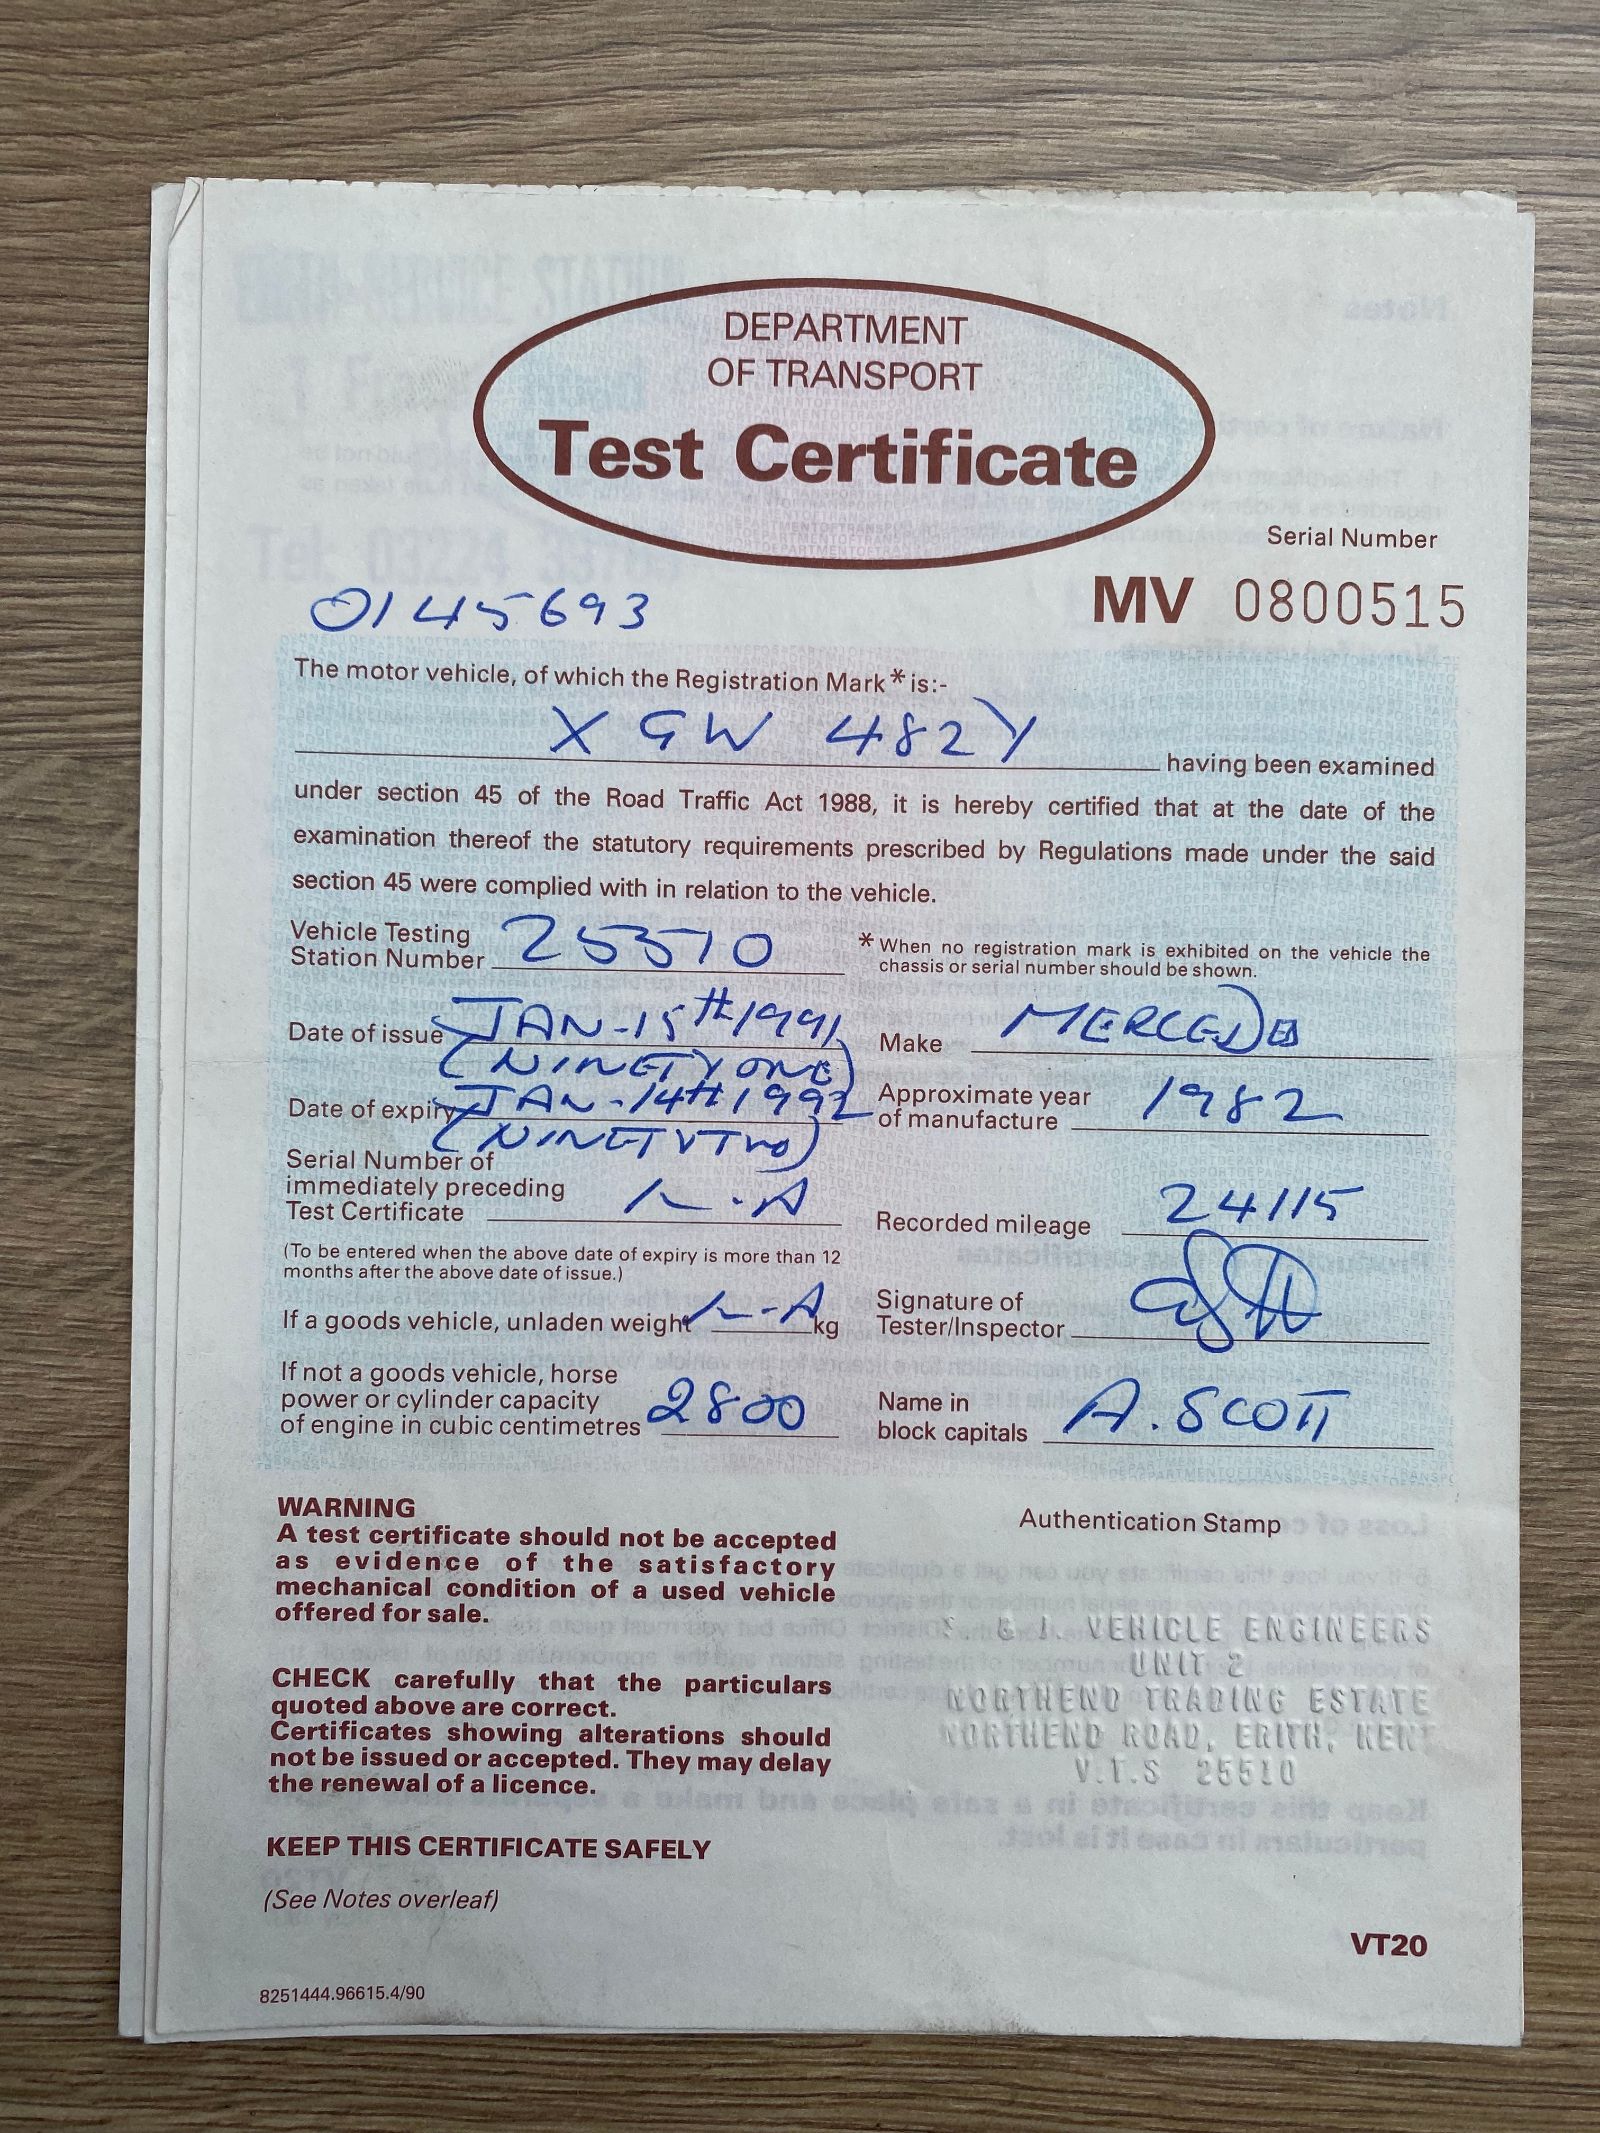 DEPARTMENT
OF TRANSPORT
Test Certificate
Serial Number
MV 0800515
0145693
The motor vehicle, of which the Registration Mark * is:-
X GW 482Y having been examined
under section 45 of the Road Traffic Act 1988, it is hereby certified that at the date of the
examination thereof the statutory requirements prescribed by Regulations made under the said
section 45 were complied with in relation to the vehicle.
Vehicle Testing
Station Number 25510
* When no registration mark is exhibited on the vehicle the
chassis or serial number should be shown.
Date of issue JAN-15TH 1991
(NINETY ONE)
Make MERCEDES
Date of expiry JAN-14TH 1992
(NINETY TWO)
Approximate year
of manufacture 1982
Serial Number of
immediately preceding
Test Certificate N-A
Recorded mileage 24115
(To be entered when the above date of expiry is more than 12
months after the above date of issue.)
If a goods vehicle, unladen weight N-A kg
Signature of
Tester/Inspector
If not a goods vehicle, horse
power or cylinder capacity
of engine in cubic centimetres 2800
Name in
block capitals A. SCOTT
WARNING
A test certificate should not be accepted
as evidence of the satisfactory
mechanical condition of a used vehicle
offered for sale.
CHECK carefully that the particulars
quoted above are correct.
Certificates showing alterations should
not be issued or accepted. They may delay
the renewal of a licence.
KEEP THIS CERTIFICATE SAFELY
(See Notes overleaf)
8251444.96615.4/90
Authentication Stamp
& J. VEHICLE ENGINEERS
UNIT 2
NORTHEND TRADING ESTATE
NORTHEND ROAD, ERITH, KENT
V.T.S 25510
VT20